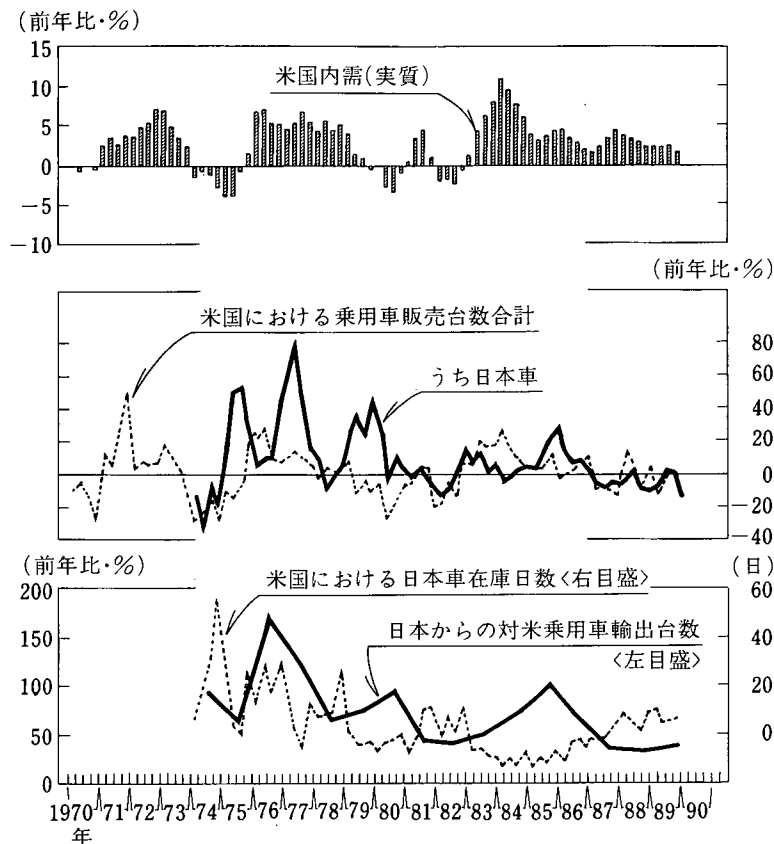 (前年比・%)
15
10
5
0
−5
−10
米国内需(実質)
(前年比・%)
米国における乗用車販売台数合計
うち日本車
80
60
40
20
0
−20
−40
(前年比・%)
(日)
200
150
100
50
0
米国における日本車在庫日数<右目盛>
日本からの対米乗用車輸出台数
<左目盛>
60
40
20
0
1970 '71 '72 '73 '74 '75 '76 '77 '78 '79 '80 '81 '82 '83 '84 '85 '86 '87 '88 '89 '90
年